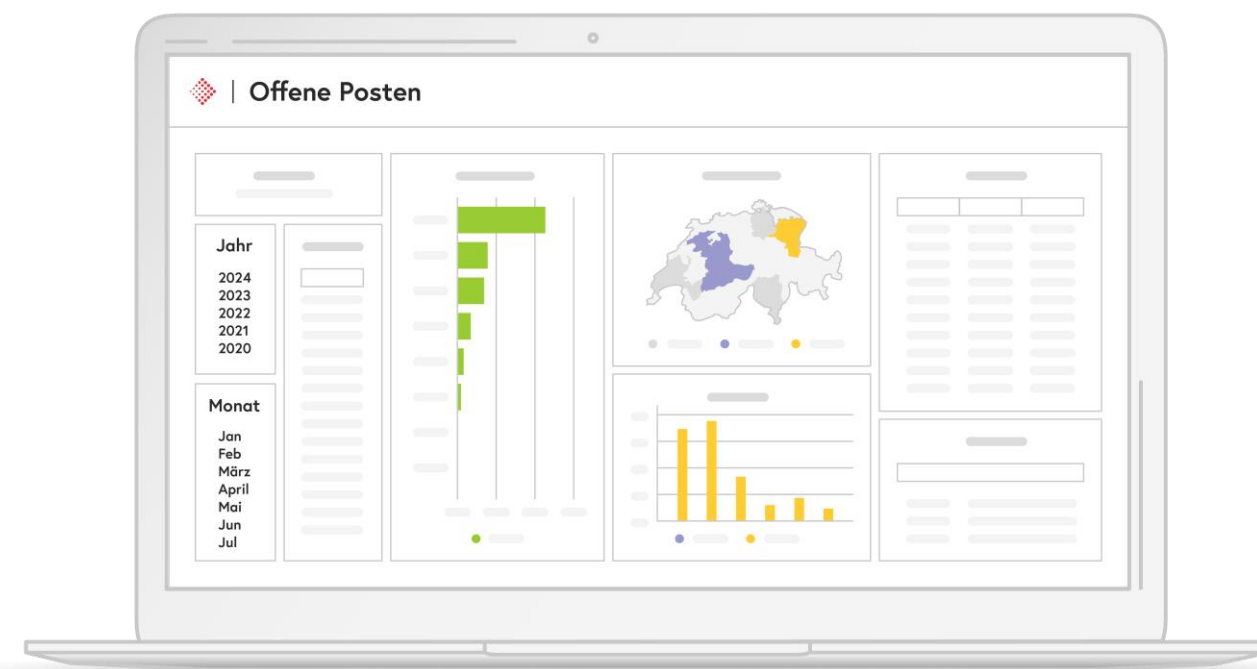 Offene Posten
Jahr
2024
2023
2022
2021
2020
Monat
Jan
Feb
März
April
Mai
Jun
Jul